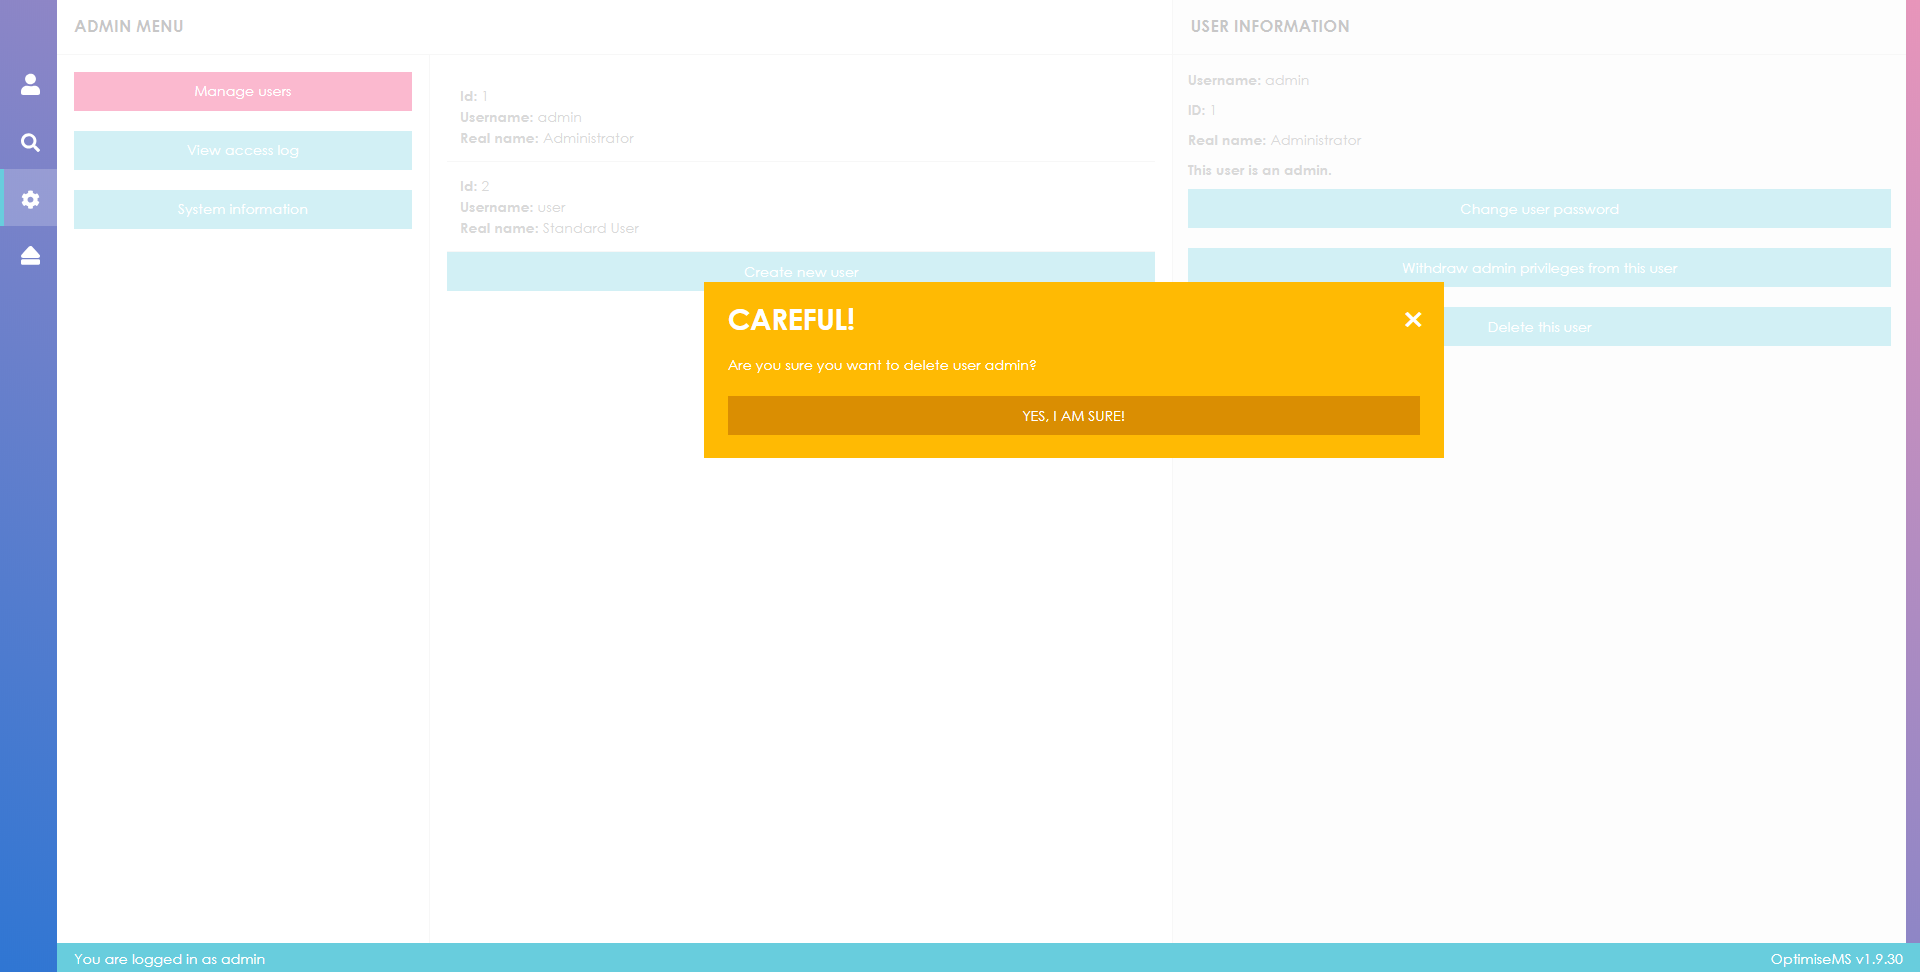 ADMIN MENU
USER INFORMATION
Manage users
View access log
System information
Id: 1
Username: admin
Real name: Administrator
Id: 2
Username: user
Real name: Standard User
Create new user
Username: admin
ID: 1
Real name: Administrator
This user is an admin.
Change user password
Withdraw admin privileges from this user
Delete this user
CAREFUL!
Are you sure you want to delete user admin?
YES, I AM SURE!
You are logged in as admin
OptimiseMS v1.9.30